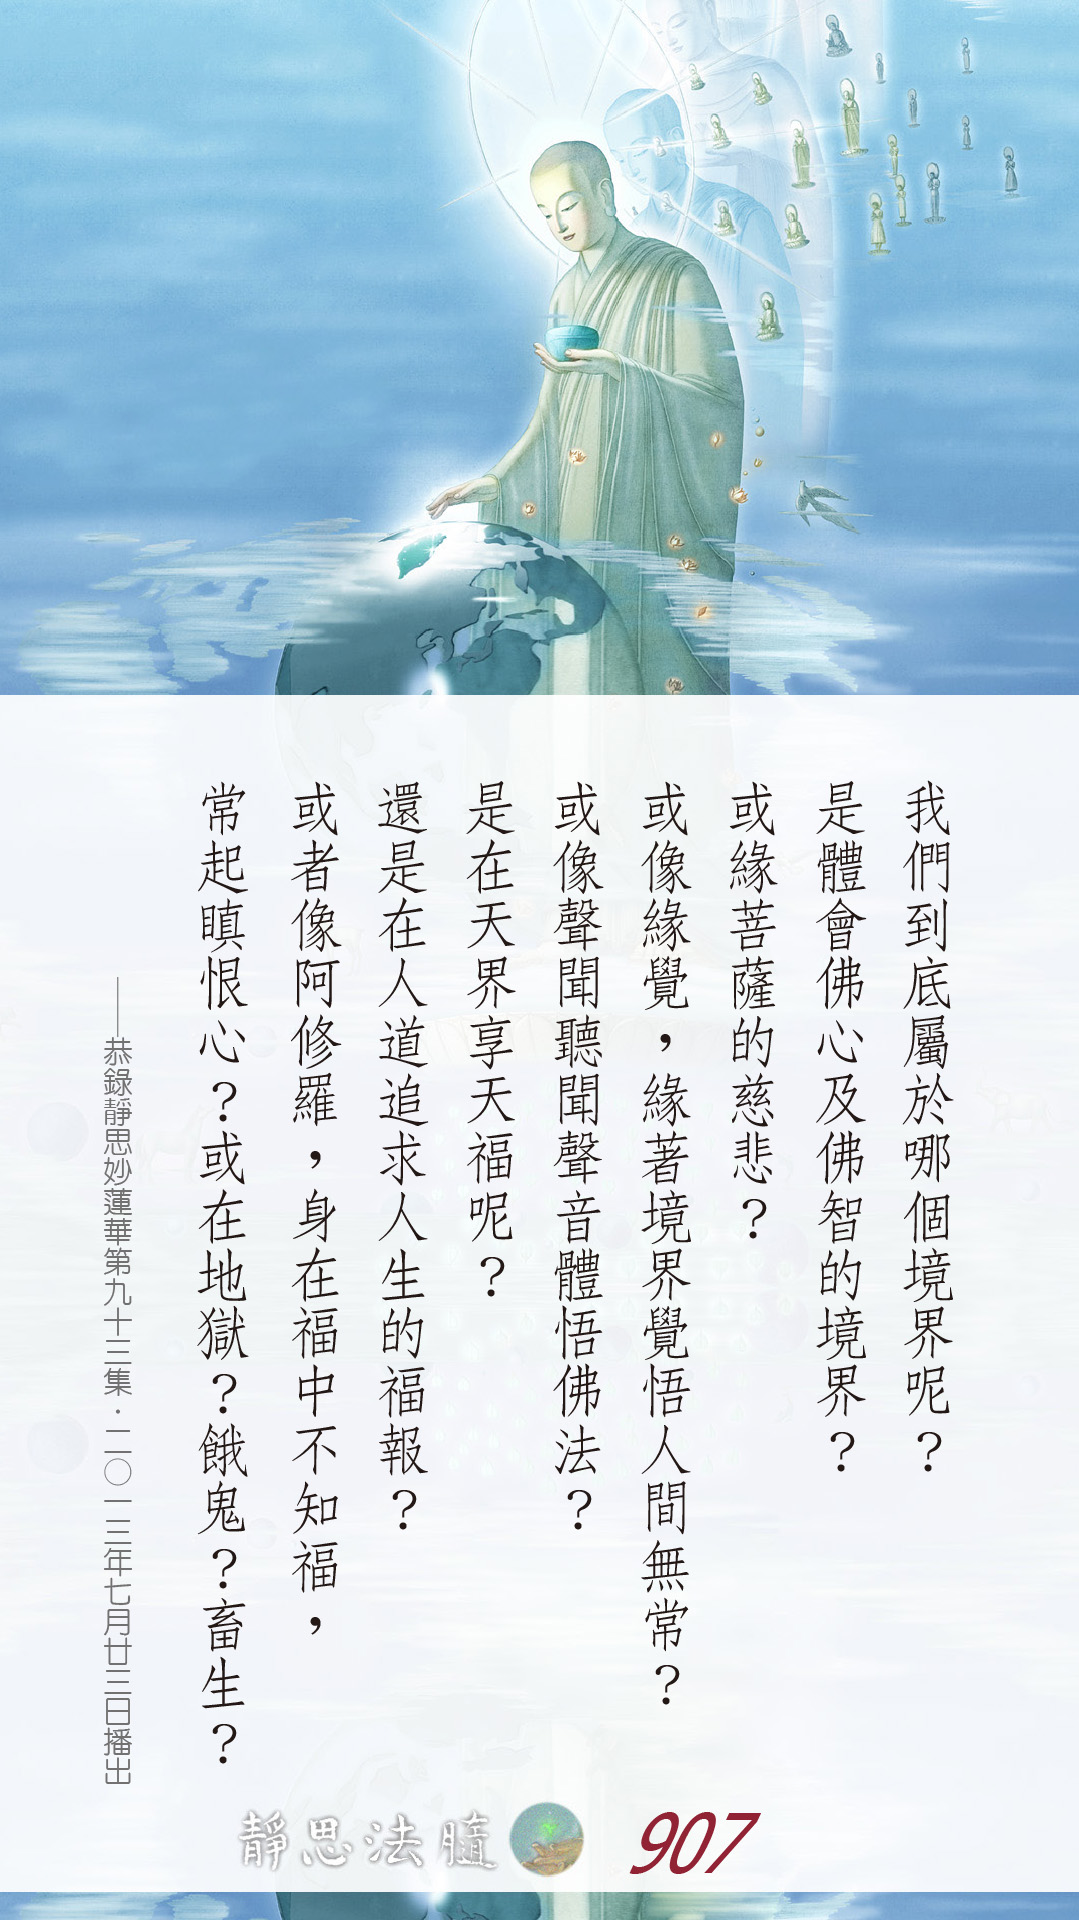 我們到底屬於哪個境界呢？
是體會佛心及佛智的境界？
或緣菩薩的慈悲？
或像緣覺，緣著境界覺悟人間無常？
或像聲聞聽聞聲音體悟佛法？
是在天界享天福呢？
還是在人道追求人生的福報？
或者像阿修羅，身在福中不知福，
常起瞋恨心？或在地獄？餓鬼？畜生？
——恭錄靜思妙蓮華第九十三集．二〇一三年七月廿三日播出
靜思法髓
907